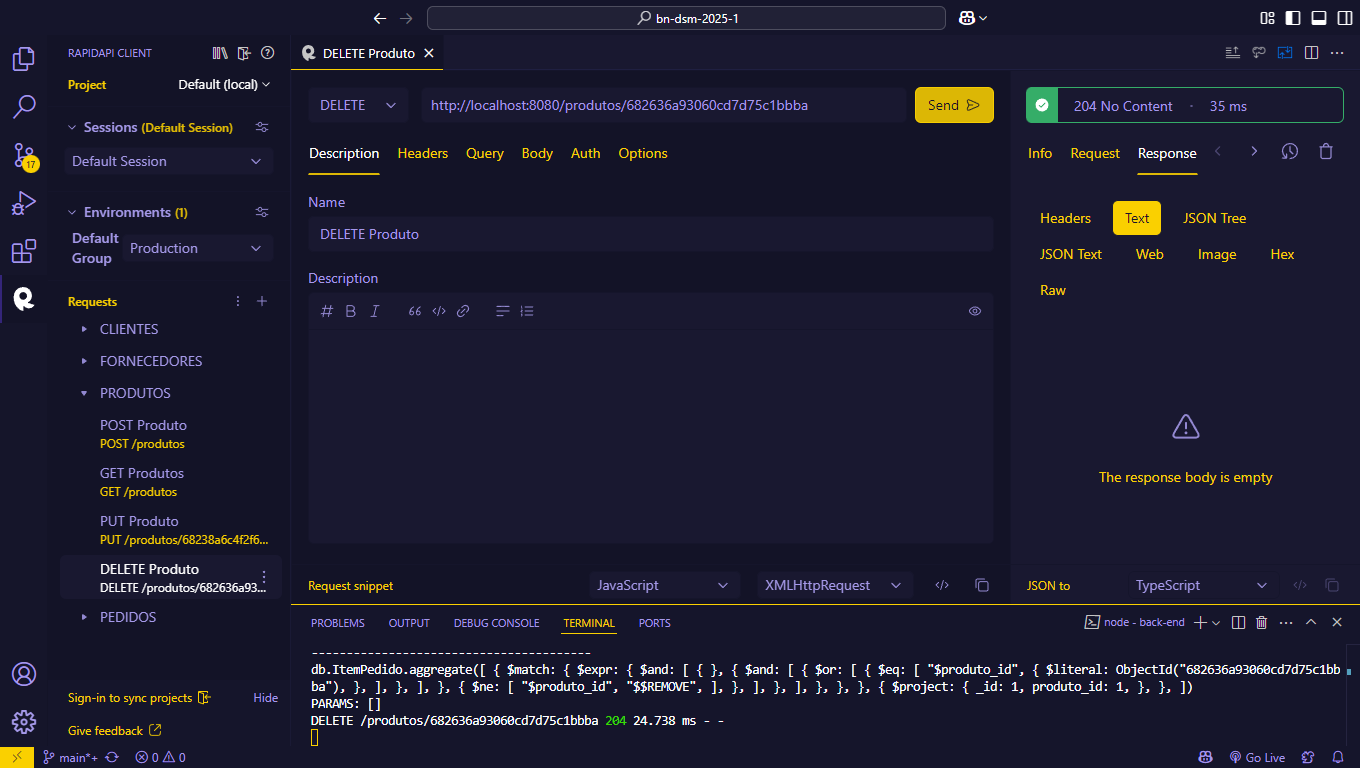 bn-dsm-2025-1
RAPIDAPI CLIENT
Project
Default (local)
Sessions (Default Session)
Default Session
Environments (1)
Default Group
Production
Requests
CLIENTES
FORNECEDORES
PRODUTOS
POST Produto
POST /produtos
GET Produtos
GET /produtos
PUT Produto
PUT /produtos/68238a6c4f2f6...
DELETE Produto
DELETE /produtos/682636a93...
PEDIDOS
Sign-in to sync projects
Hide
Give feedback
17
DELETE Produto
DELETE
http://localhost:8080/produtos/682636a93060cd7d75c1bbba
Send
Description Headers Query Body Auth Options
Name
DELETE Produto
Description
Request snippet
JavaScript
XMLHttpRequest
204 No Content · 35 ms
Info Request Response
Headers Text JSON Tree
JSON Text Web Image Hex
Raw
The response body is empty
JSON to
TypeScript
PROBLEMS OUTPUT DEBUG CONSOLE TERMINAL PORTS
node - back-end
----------------------------------------
db.ItemPedido.aggregate([ { $match: { $expr: { $and: [ { }, { $and: [ { $or: [ { $eq: [ "$produto_id", { $literal: ObjectId("682636a93060cd7d75c1bb
ba"), }, ], }, ], }, { $ne: [ "$produto_id", "$$REMOVE", ], }, ], }, ], }, }, }, { $project: { _id: 1, produto_id: 1, }, }, ])
PARAMS: []
DELETE /produtos/682636a93060cd7d75c1bbba 204 24.738 ms - -
main*+
0
0
Go Live